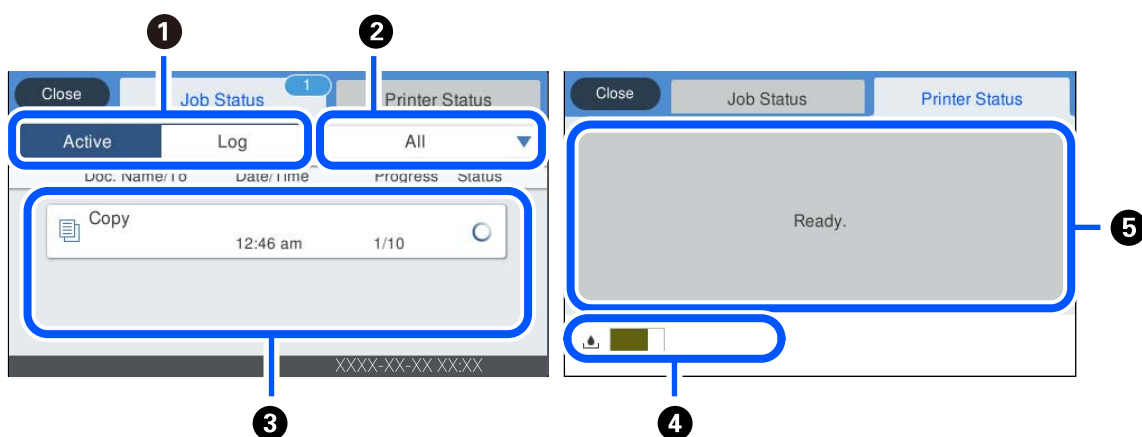 1 2
Close Job Status 1 Printer Status
Active Log All
Doc. Name/To Date/Time Progress Status
Copy
12:46 am 1/10
XXXX-XX-XX XX:XX
3
Close Job Status Printer Status
Ready.
5
4